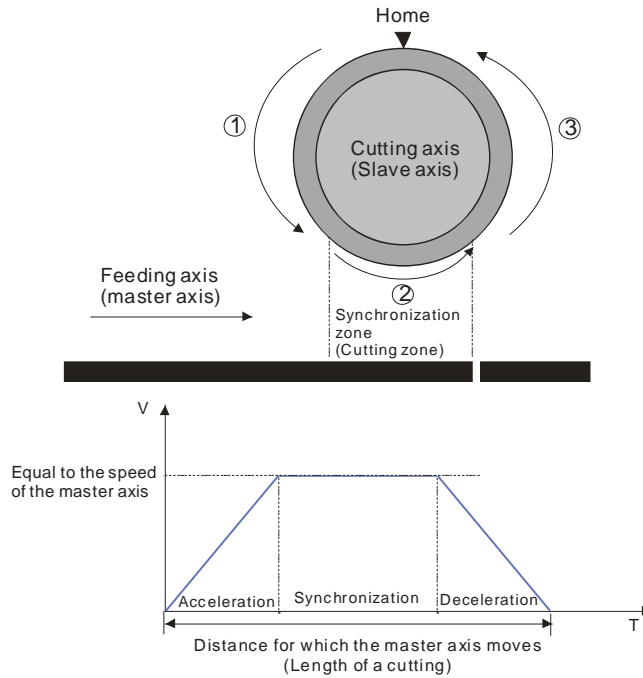 Home
①
③
Cutting axis
(Slave axis)
Feeding axis
(master axis)
②
Synchronization
zone
(Cutting zone)
V
Equal to the speed
of the master axis
Acceleration
Synchronization
Deceleration
T
Distance for which the master axis moves
(Length of a cutting)